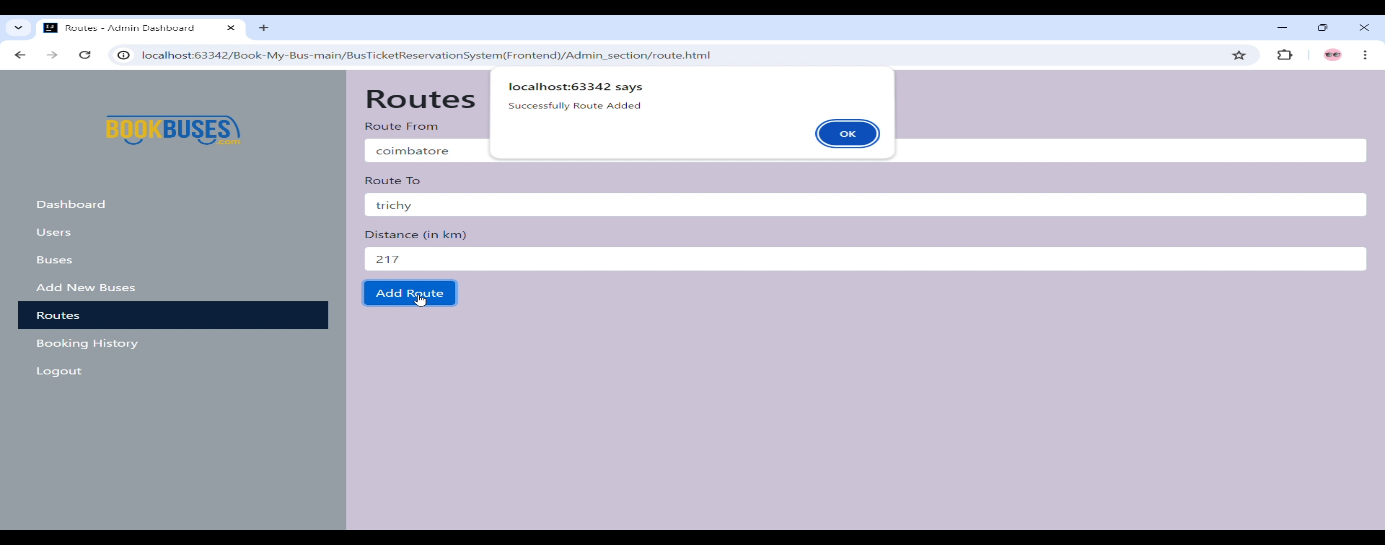 Routes - Admin Dashboard
localhost:63342/Book-My-Bus-main/BusTicketReservationSystem(Frontend)/Admin_section/route.html
localhost:63342 says
Successfully Route Added
OK
BOOKBUSES
.com
Dashboard
Users
Buses
Add New Buses
Routes
Booking History
Logout
Routes
Route From
coimbatore
Route To
trichy
Distance (in km)
217
Add Route